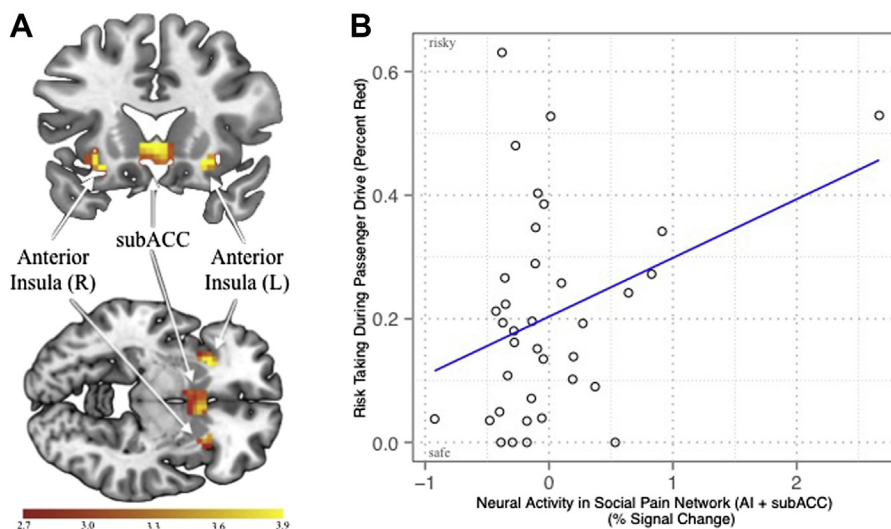 A
Anterior
Insula (R)
subACC
Anterior
Insula (L)
2.7 3.0 3.3 3.6 3.9
B
risky
0.6
0.4
0.2
0.0
safe
Risk Taking During Passenger Drive (Percent Red)
−1 0 1 2
Neural Activity in Social Pain Network (AI + subACC)
(% Signal Change)